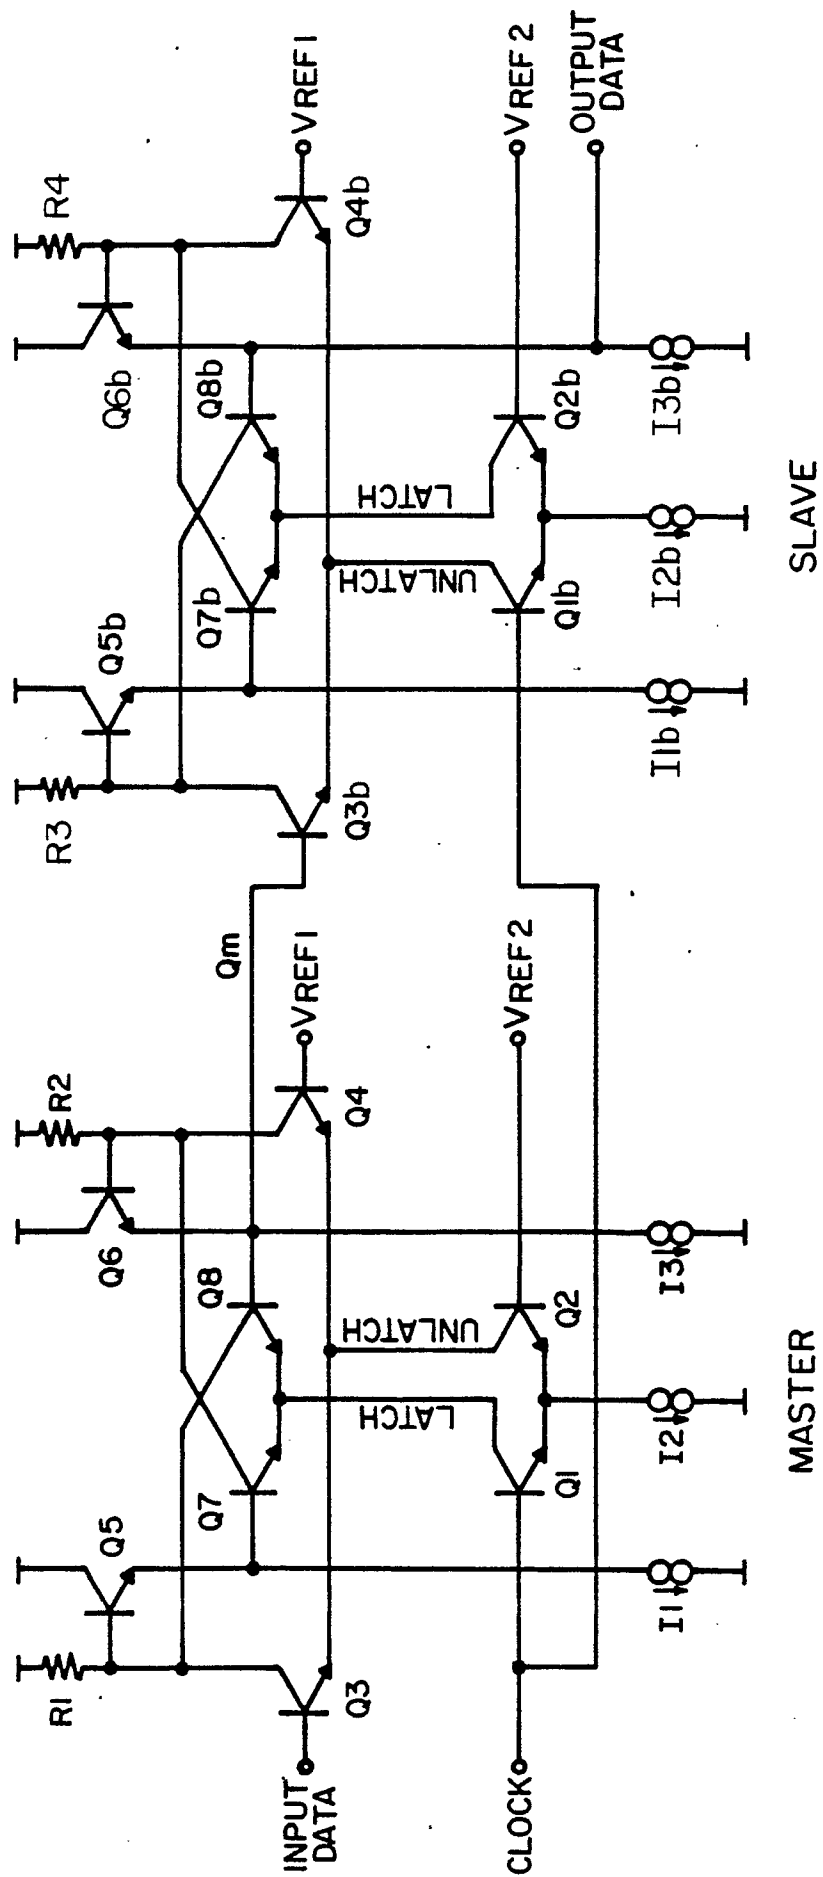 R1
Q5
R2
Q6
Q7
Q8
Qm
INPUT
DATA
Q3
Q4
VREF1
LATCH
UNLATCH
CLOCK
Q1
Q2
VREF2
I1
I2
I3
MASTER
R3
Q5b
R4
Q6b
Q7b
Q8b
Q3b
Q4b
VREF1
UNLATCH
LATCH
Q1b
Q2b
VREF2
OUTPUT
DATA
I1b
I2b
I3b
SLAVE